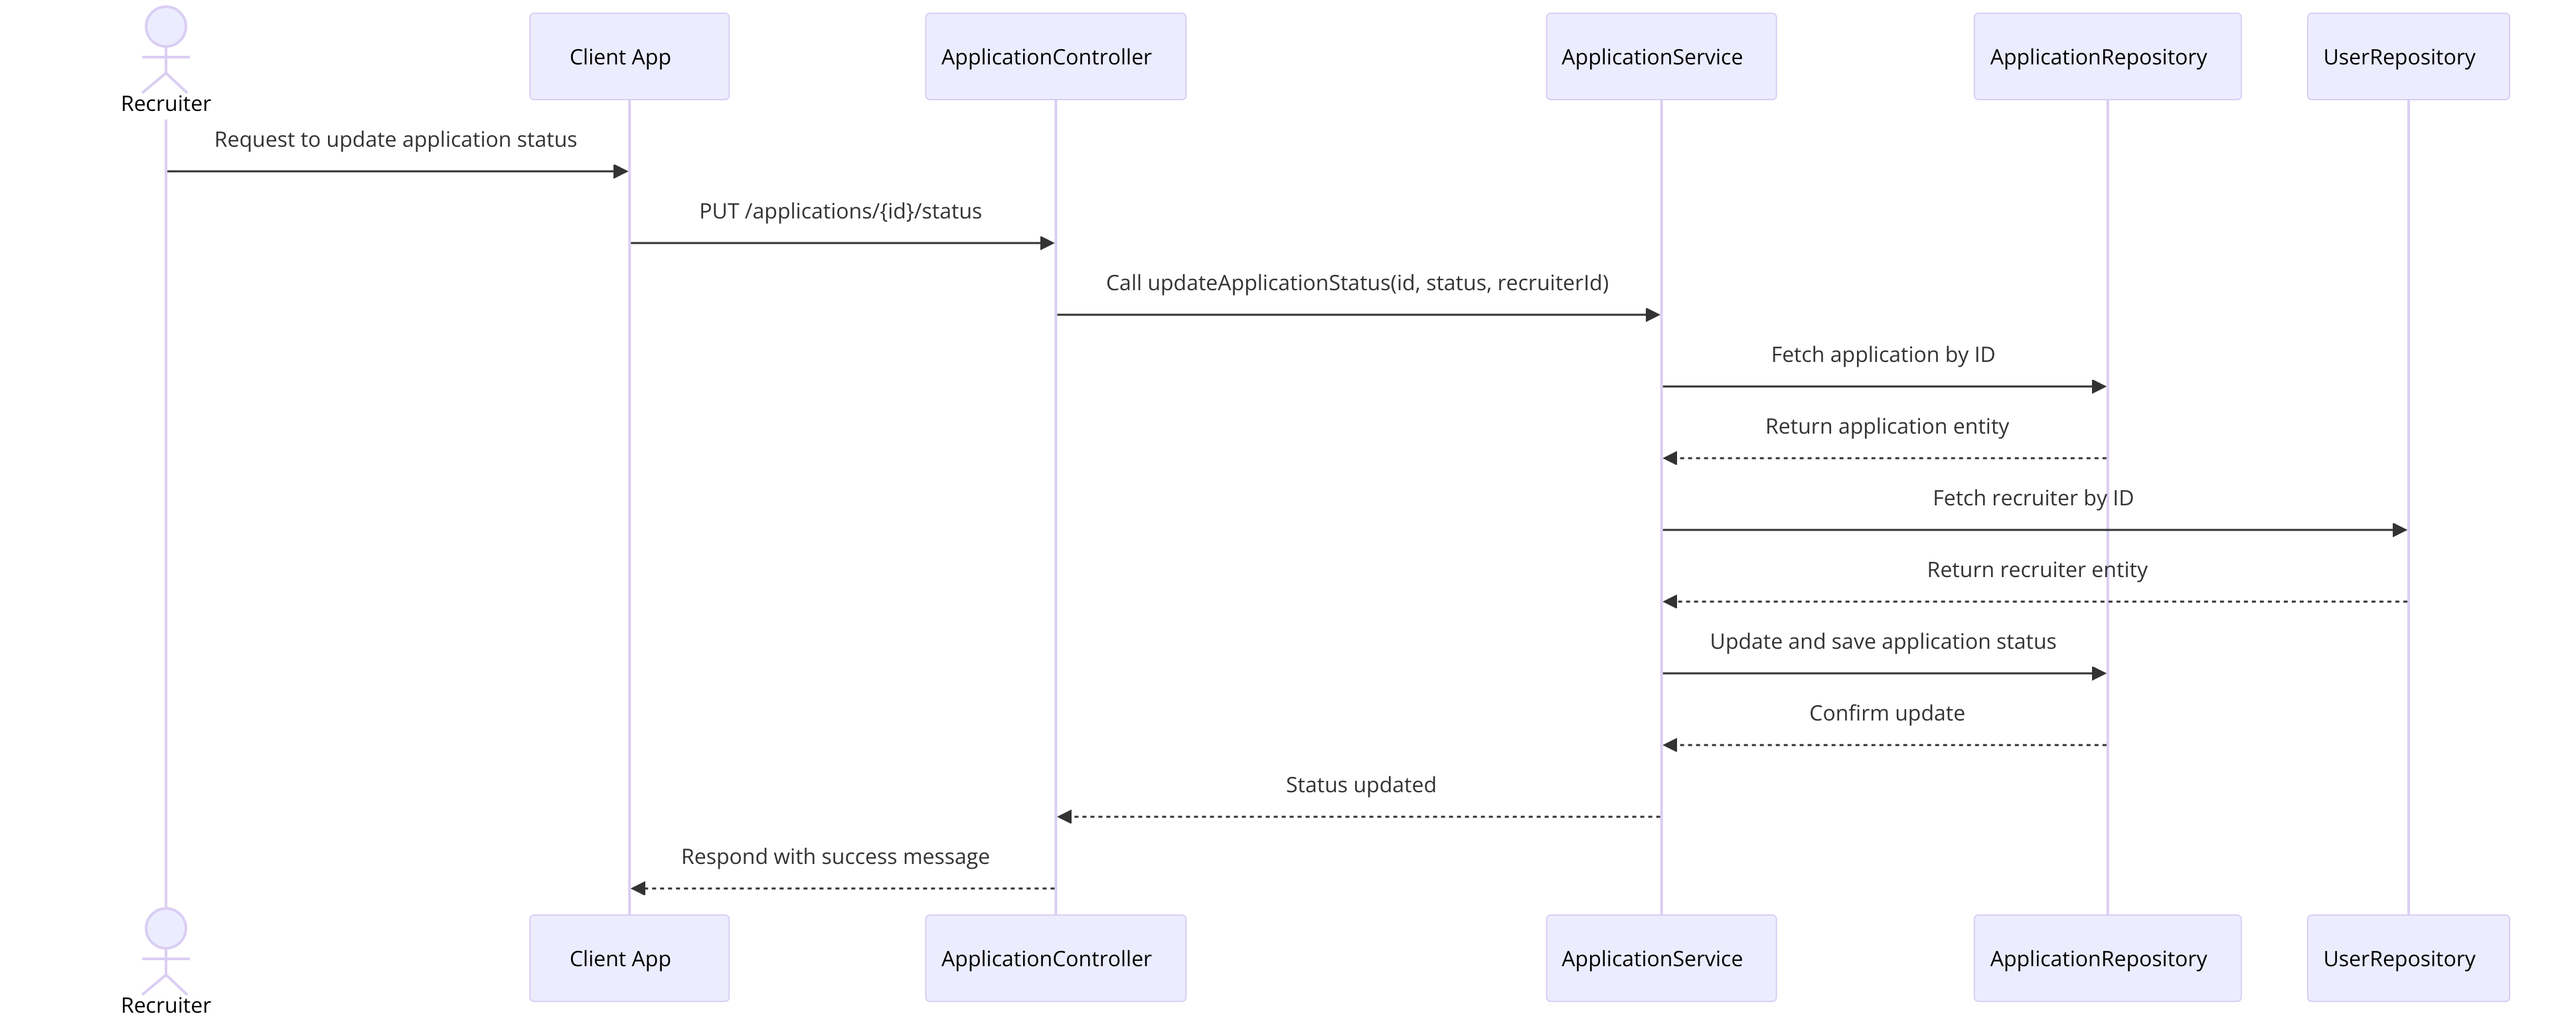 Client App
ApplicationController
ApplicationService
ApplicationRepository
UserRepository
Recruiter
Request to update application status
PUT /applications/{id}/status
Call updateApplicationStatus(id, status, recruiterId)
Fetch application by ID
Return application entity
Fetch recruiter by ID
Return recruiter entity
Update and save application status
Confirm update
Status updated
Respond with success message
Client App
ApplicationController
ApplicationService
ApplicationRepository
UserRepository
Recruiter